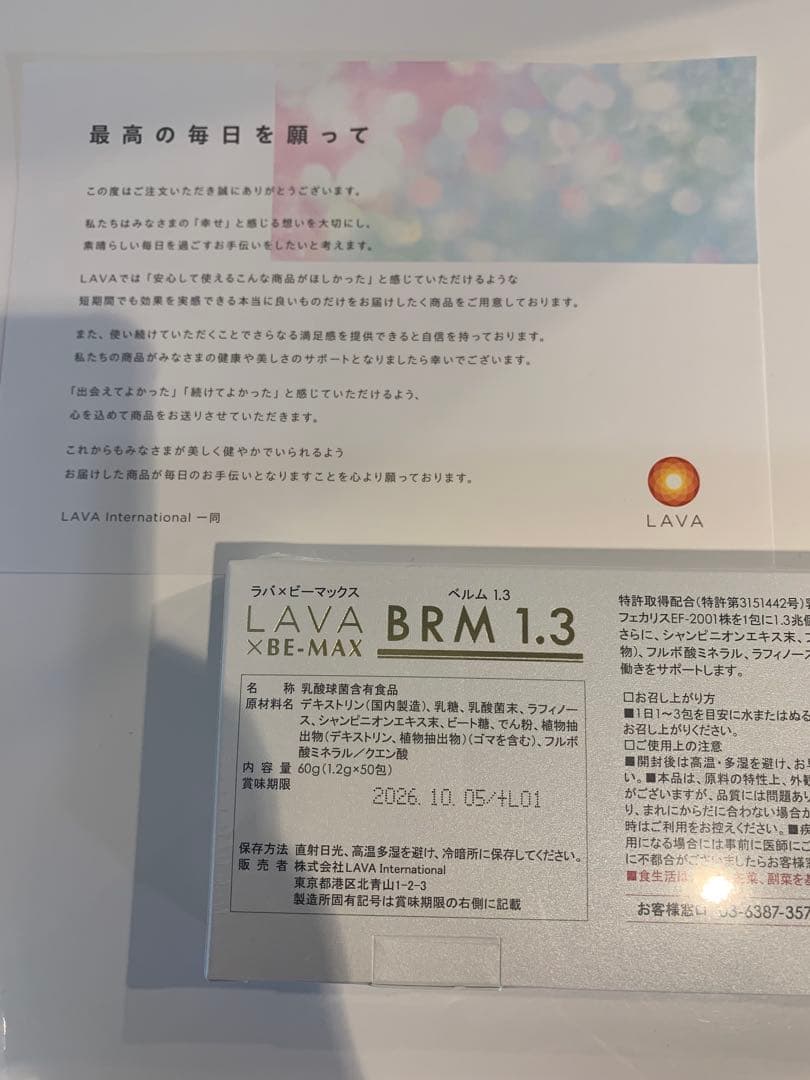 最高の毎日を願って
この度はご注文いただき誠にありがとうございます。
私たちはみなさまの「幸せ」と感じる想いを大切にし、
素晴らしい毎日を過ごすお手伝いをしたいと考えます。
LAVAでは「安心して使えるこんな商品がほしかった」と感じていただけるような
短期間でも効果を実感できる本当に良いものだけをお届けしたく商品をご用意しております。
また、使い続けていただくことでさらなる満足感を提供できると自信を持っております。
私たちの商品がみなさまの健康や美しさのサポートとなりましたら幸いでございます。
「出会えてよかった」「続けてよかった」と感じていただけるよう、
心を込めて商品をお送りさせていただきます。
これからもみなさまが美しく健やかでいられるよう
お届けした商品が毎日のお手伝いとなりますことを心より願っております。
LAVA International 一同
LAVA
ラバ×ビーマックス
ベルム 1.3
LAVA
×BE-MAX
BRM 1.3
名 称 乳酸球菌含有食品
原材料名 デキストリン(国内製造)、乳糖、乳酸菌末、ラフィノー
ス、シャンピニオンエキス末、ビート糖、でん粉、植物抽
出物(デキストリン、植物抽出物)(ゴマを含む)、フルボ
酸ミネラル/クエン酸
内 容 量 60g(1.2g×50包)
賞味期限
2026.10.05/4L01
保存方法 直射日光、高温多湿を避け、冷暗所に保存してください。
販 売 者 株式会社LAVA International
東京都港区北青山1-2-3
製造所固有記号は賞味期限の右側に記載
特許取得配合(特許第3151442号)乳
フェカリスEF-2001株を1包に1.3兆個
さらに、シャンピニオンエキス末、
物)、フルボ酸ミネラル、ラフィノース
働きをサポートします。
□お召し上がり方
■1日1〜3包を目安に水またはぬる
お召し上がりください。
□ご使用上の注意
■開封後は高温・多湿を避け、お早
い。■本品は、原料の特性上、外観
がございますが、品質には問題あり
り、まれにからだに合わない場合か
時はご利用をお控えください。■疾
用になる場合には事前に医師にご
に不都合がございましたらお客様窓
■食生活は、主食、主菜、副菜を基
お客様窓口 03-6387-357